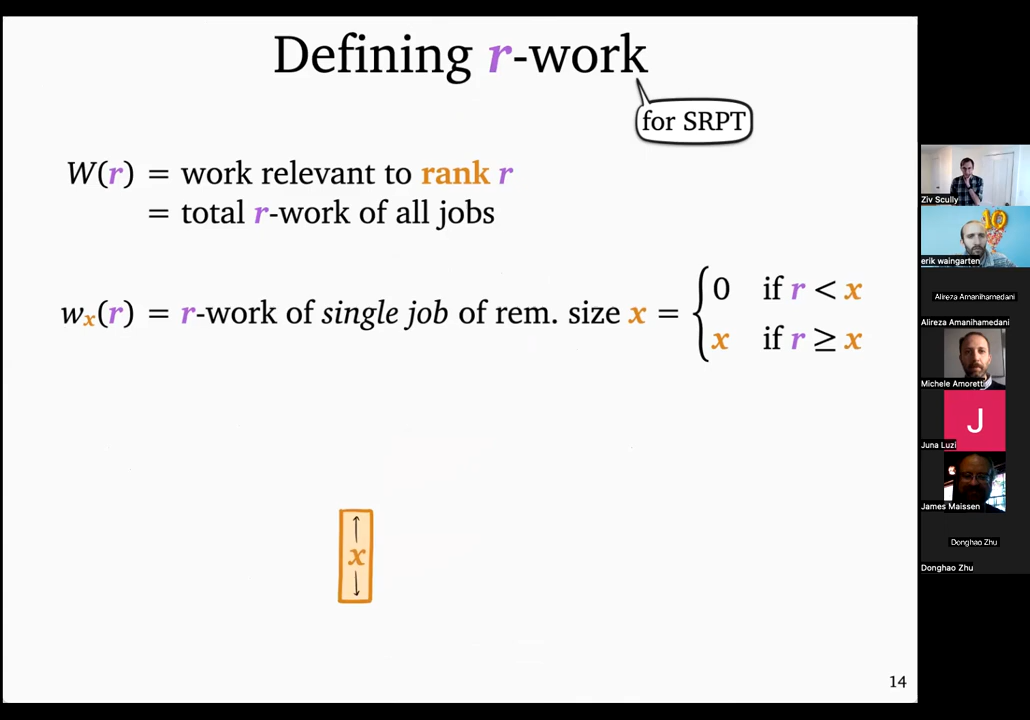 Defining r-work
for SRPT
W(r) = work relevant to rank r
= total r-work of all jobs
w_x(r) = r-work of single job of rem. size x = { 0 if r < x
x if r ≥ x
x
14
Ziv Scully
10
erik waingarten
Alireza Amanihamedani
Alireza Amanihamedani
Michele Amoretti
J
Juna Luzi
James Maissen
Donghao Zhu
Donghao Zhu